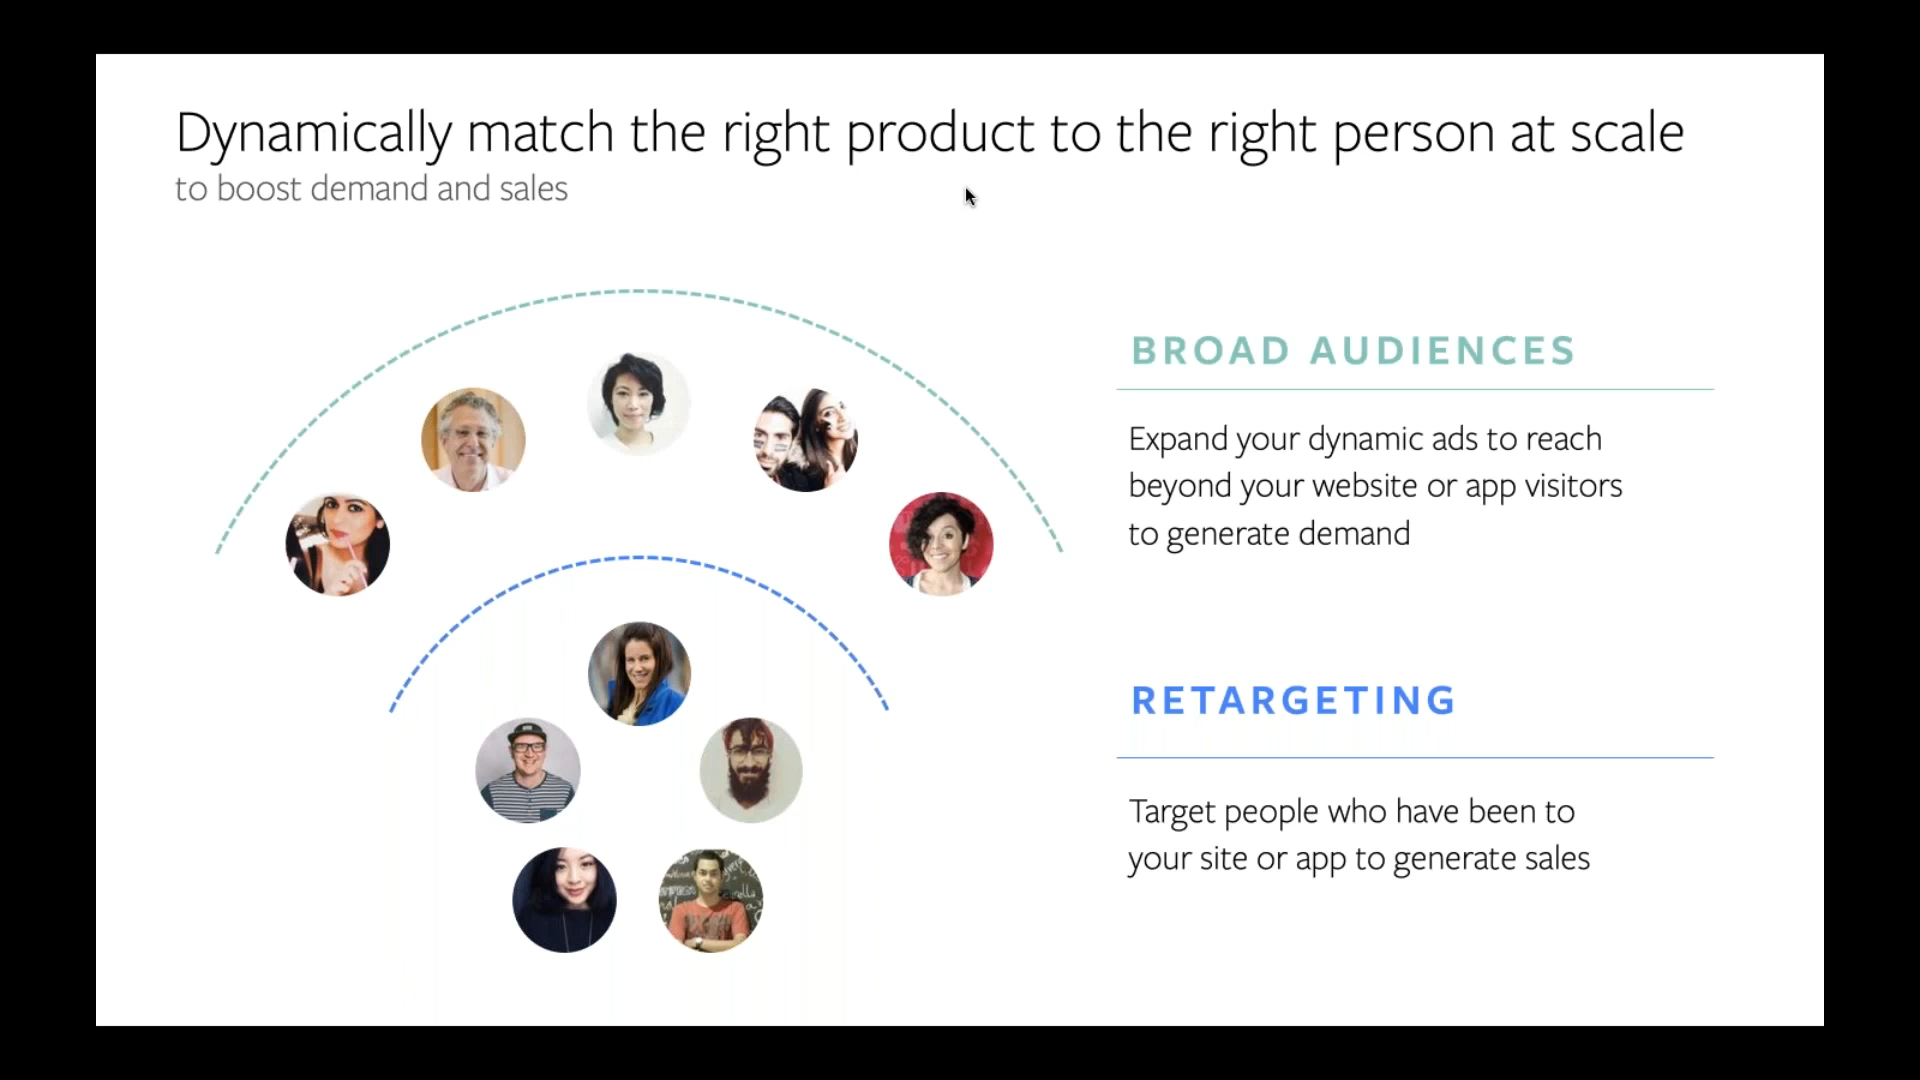 Dynamically match the right product to the right person at scale
to boost demand and sales
BROAD AUDIENCES
Expand your dynamic ads to reach
beyond your website or app visitors
to generate demand
RETARGETING
Target people who have been to
your site or app to generate sales